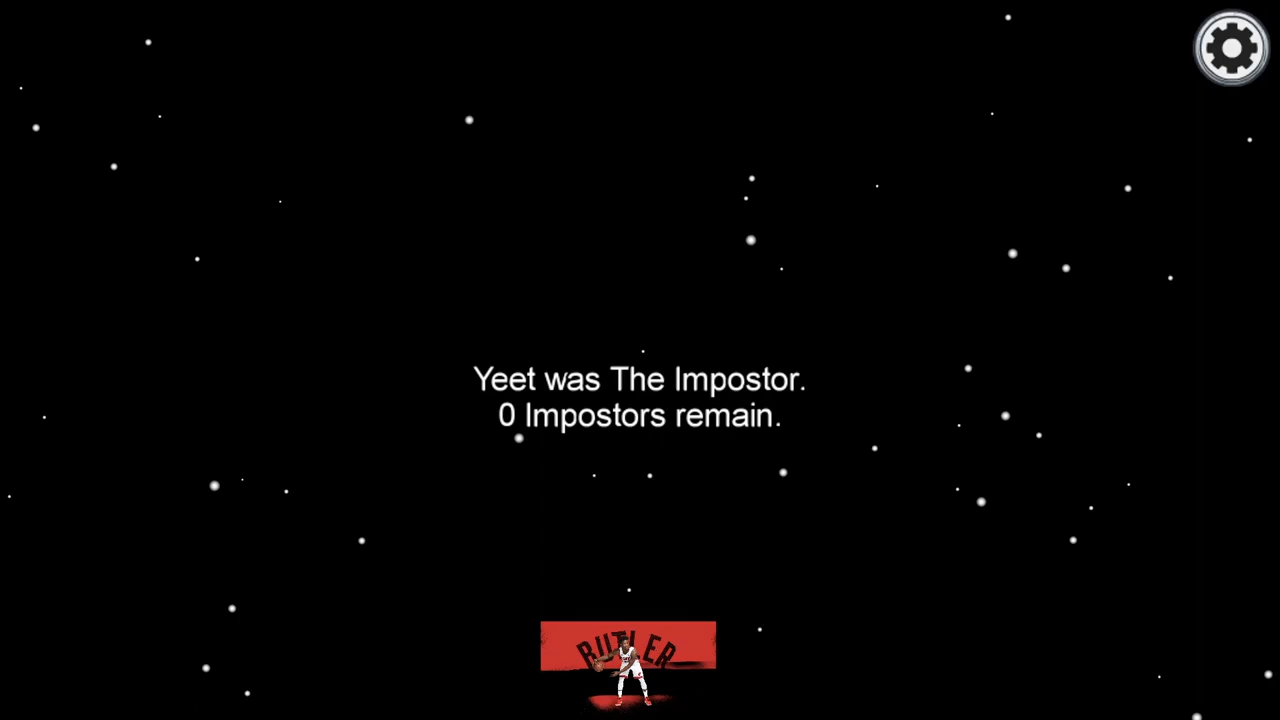 Yeet was The Impostor.
0 Impostors remain.
BUTLER